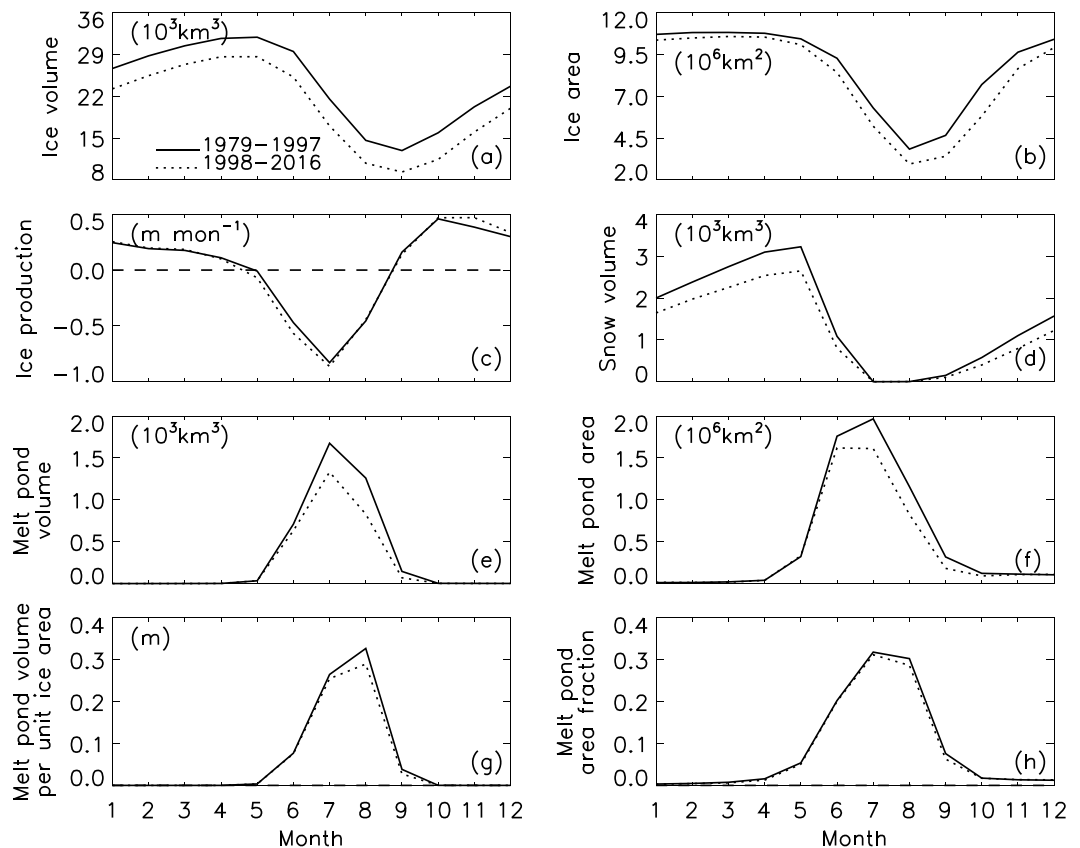 36
29
22
15
8
Ice volume
(10³km³)
1979−1997
1998−2016
(a)
12.0
9.5
7.0
4.5
2.0
Ice area
(10⁶km²)
(b)
0.5
0.0
−0.5
−1.0
Ice production
(m mon⁻¹)
(c)
4
3
2
1
0
Snow volume
(10³km³)
(d)
2.0
1.5
1.0
0.5
0.0
Melt pond
volume
(10³km³)
(e)
2.0
1.5
1.0
0.5
0.0
Melt pond area
(10⁶km²)
(f)
0.4
0.3
0.2
0.1
0.0
Melt pond volume
per unit ice area
(m)
(g)
1 2 3 4 5 6 7 8 9 10 11 12
Month
0.4
0.3
0.2
0.1
0.0
Melt pond
area fraction
(h)
1 2 3 4 5 6 7 8 9 10 11 12
Month